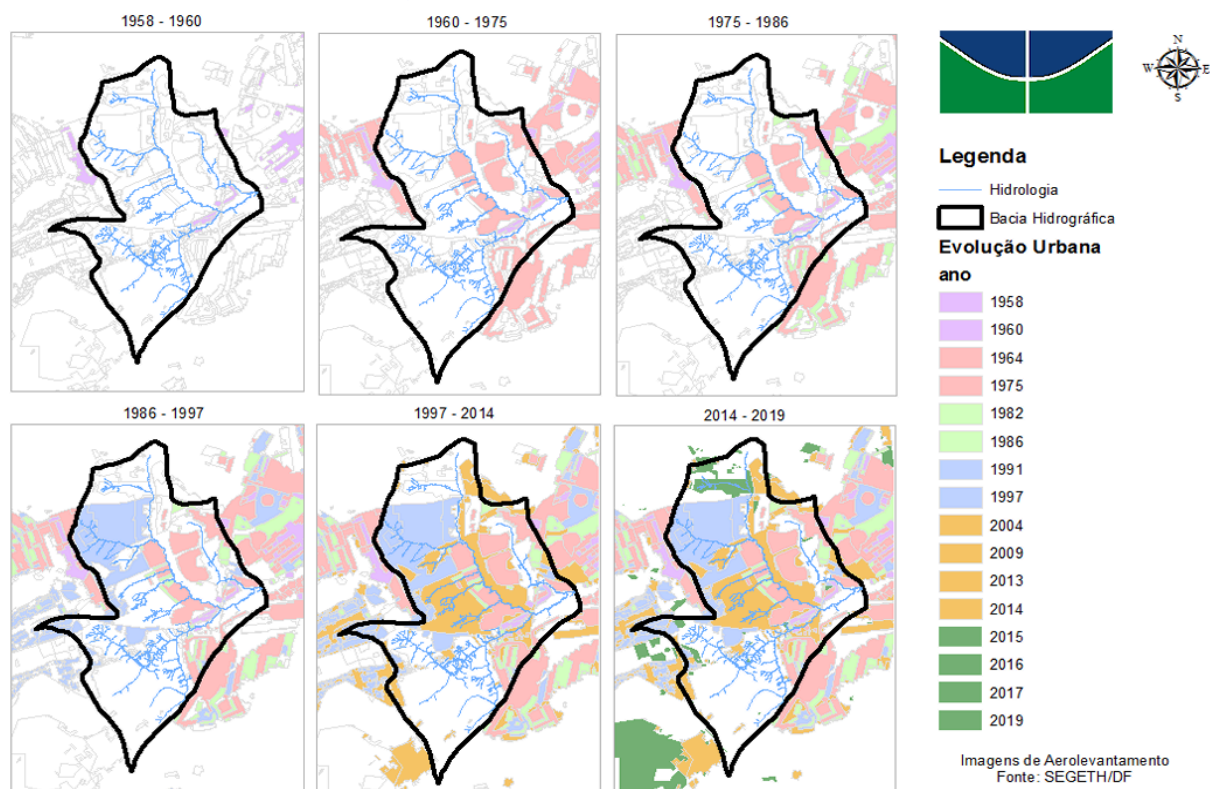 1958 - 1960
1960 - 1975
1975 - 1986
N
W
E
S
Legenda
Hidrologia
Bacia Hidrográfica
Evolução Urbana
ano
1958
1960
1964
1975
1982
1986
1991
1997
2004
2009
2013
2014
2015
2016
2017
2019
1986 - 1997
1997 - 2014
2014 - 2019
Imagens de Aerolevantamento
Fonte: SEGETH/DF